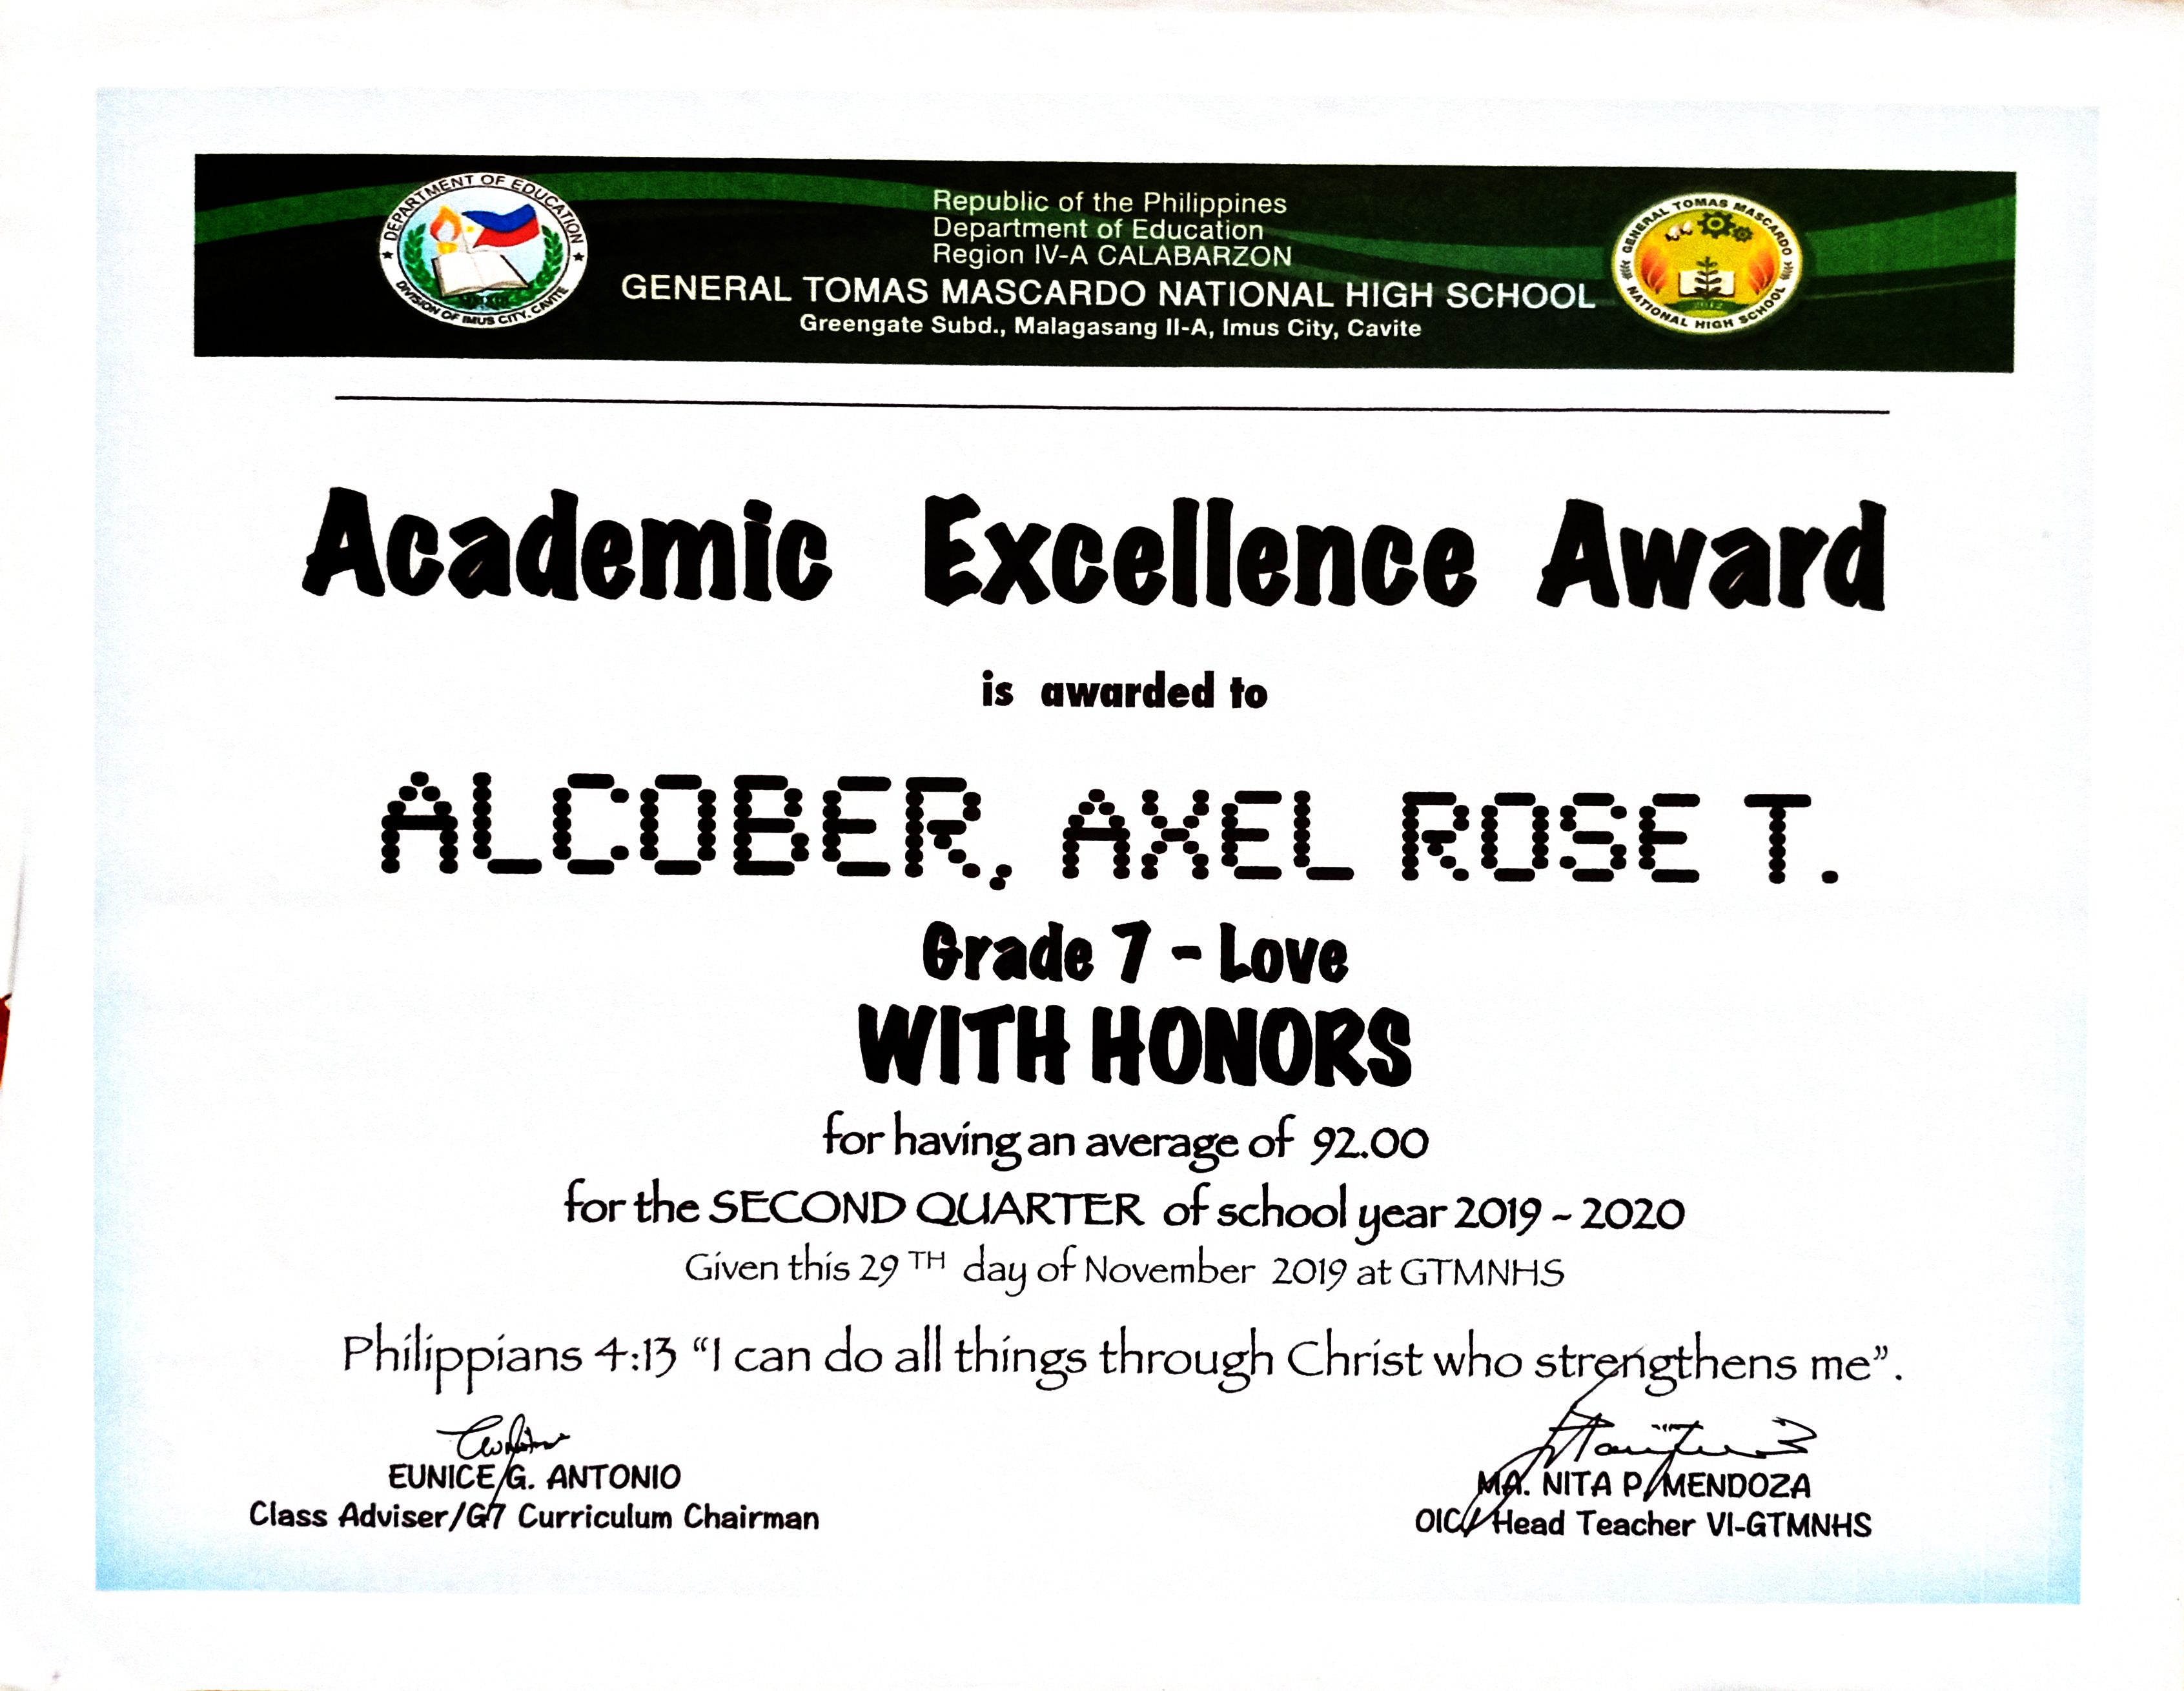 DEPARTMENT OF EDUCATION
DIVISION OF IMUS CITY, CAVITE
Republic of the Philippines
Department of Education
Region IV-A CALABARZON
GENERAL TOMAS MASCARDO NATIONAL HIGH SCHOOL
Greengate Subd., Malagasang II-A, Imus City, Cavite
GENERAL TOMAS MASCARDO
NATIONAL HIGH SCHOOL
Academic Excellence Award
is awarded to
ALCOBER, AXEL ROSE T.
Grade 7 - Love
WITH HONORS
for having an average of 92.00
for the SECOND QUARTER of school year 2019 - 2020
Given this 29 TH day of November 2019 at GTMNHS
Philippians 4:13 “I can do all things through Christ who strengthens me”.
EUNICE G. ANTONIO
Class Adviser/G7 Curriculum Chairman
MA. NITA P. MENDOZA
OIC/ Head Teacher VI-GTMNHS